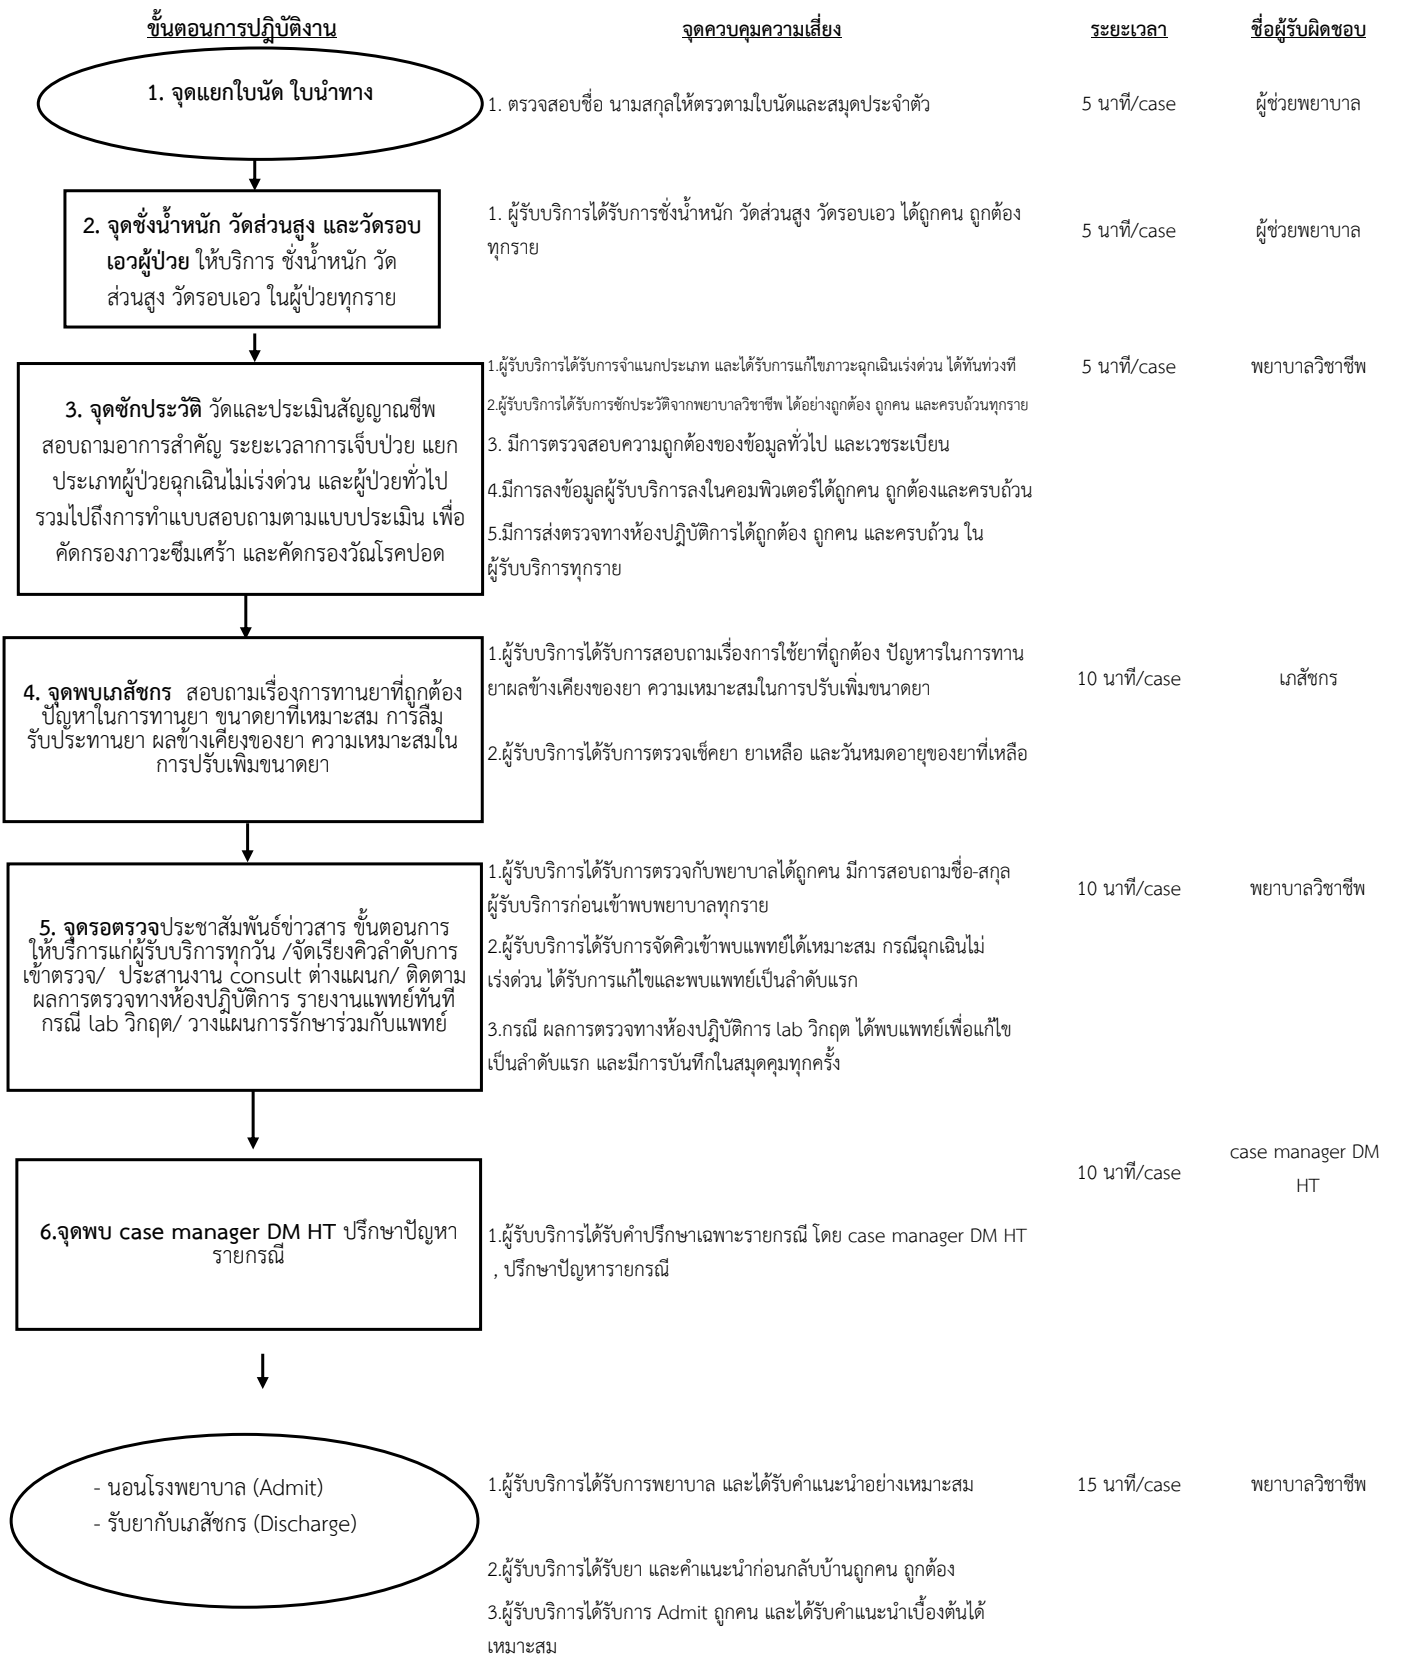 ขั้นตอนการปฎิบัติงาน
จุดควบคุมความเสี่ยง
ระยะเวลา
ชื่อผู้รับผิดชอบ
1. จุดแยกใบนัด ใบนำทาง
1. ตรวจสอบชื่อ นามสกุลให้ตรวตามใบนัดและสมุดประจำตัว
5 นาที/case
ผู้ช่วยพยาบาล
2. จุดชั่งน้ำหนัก วัดส่วนสูง และวัดรอบ
เอวผู้ป่วย ให้บริการ ชั่งน้ำหนัก วัด
ส่วนสูง วัดรอบเอว ในผู้ป่วยทุกราย
1. ผู้รับบริการได้รับการชั่งน้ำหนัก วัดส่วนสูง วัดรอบเอว ได้ถูกคน ถูกต้อง
ทุกราย
5 นาที/case
ผู้ช่วยพยาบาล
3. จุดซักประวัติ วัดและประเมินสัญญาณชีพ
สอบถามอาการสำคัญ ระยะเวลาการเจ็บป่วย แยก
ประเภทผู้ป่วยฉุกเฉินไม่เร่งด่วน และผู้ป่วยทั่วไป
รวมไปถึงการทำแบบสอบถามตามแบบประเมิน เพื่อ
คัดกรองภาวะซึมเศร้า และคัดกรองวัณโรคปอด
1.ผู้รับบริการได้รับการจำแนกประเภท และได้รับการแก้ไขภาวะฉุกเฉินเร่งด่วน ได้ทันท่วงที
2.ผู้รับบริการได้รับการซักประวัติจากพยาบาลวิชาชีพ ได้อย่างถูกต้อง ถูกคน และครบถ้วนทุกราย
3. มีการตรวจสอบความถูกต้องของข้อมูลทั่วไป และเวชระเบียน
4.มีการลงข้อมูลผู้รับบริการลงในคอมพิวเตอร์ได้ถูกคน ถูกต้องและครบถ้วน
5.มีการส่งตรวจทางห้องปฎิบัติการได้ถูกต้อง ถูกคน และครบถ้วน ใน
ผู้รับบริการทุกราย
5 นาที/case
พยาบาลวิชาชีพ
4. จุดพบเภสัชกร สอบถามเรื่องการทานยาที่ถูกต้อง
ปัญหาในการทานยา ขนาดยาที่เหมาะสม การลืม
รับประทานยา ผลข้างเคียงของยา ความเหมาะสมใน
การปรับเพิ่มขนาดยา
1.ผู้รับบริการได้รับการสอบถามเรื่องการใช้ยาที่ถูกต้อง ปัญหารในการทาน
ยาผลข้างเคียงของยา ความเหมาะสมในการปรับเพิ่มขนาดยา
2.ผู้รับบริการได้รับการตรวจเช็คยา ยาเหลือ และวันหมดอายุของยาที่เหลือ
10 นาที/case
เภสัชกร
5. จุดรอตรวจประชาสัมพันธ์ข่าวสาร ขั้นตอนการ
ให้บริการแก่ผู้รับบริการทุกวัน /จัดเรียงคิวลำดับการ
เข้าตรวจ/ ประสานงาน consult ต่างแผนก/ ติดตาม
ผลการตรวจทางห้องปฎิบัติการ รายงานแพทย์ทันที
กรณี lab วิกฤต/ วางแผนการรักษาร่วมกับแพทย์
1.ผู้รับบริการได้รับการตรวจกับพยาบาลได้ถูกคน มีการสอบถามชื่อ-สกุล
ผู้รับบริการก่อนเข้าพบพยาบาลทุกราย
2.ผู้รับบริการได้รับการจัดคิวเข้าพบแพทย์ได้เหมาะสม กรณีฉุกเฉินไม่
เร่งด่วน ได้รับการแก้ไขและพบแพทย์เป็นลำดับแรก
3.กรณี ผลการตรวจทางห้องปฎิบัติการ lab วิกฤต ได้พบแพทย์เพื่อแก้ไข
เป็นลำดับแรก และมีการบันทึกในสมุดคุมทุกครั้ง
10 นาที/case
พยาบาลวิชาชีพ
6.จุดพบ case manager DM HT ปรึกษาปัญหา
รายกรณี
1.ผู้รับบริการได้รับคำปรึกษาเฉพาะรายกรณี โดย case manager DM HT
, ปรึกษาปัญหารายกรณี
10 นาที/case
case manager DM
HT
- นอนโรงพยาบาล (Admit)
- รับยากับเภสัชกร (Discharge)
1.ผู้รับบริการได้รับการพยาบาล และได้รับคำแนะนำอย่างเหมาะสม
15 นาที/case
พยาบาลวิชาชีพ
2.ผู้รับบริการได้รับยา และคำแนะนำก่อนกลับบ้านถูกคน ถูกต้อง
3.ผู้รับบริการได้รับการ Admit ถูกคน และได้รับคำแนะนำเบื้องต้นได้
เหมาะสม